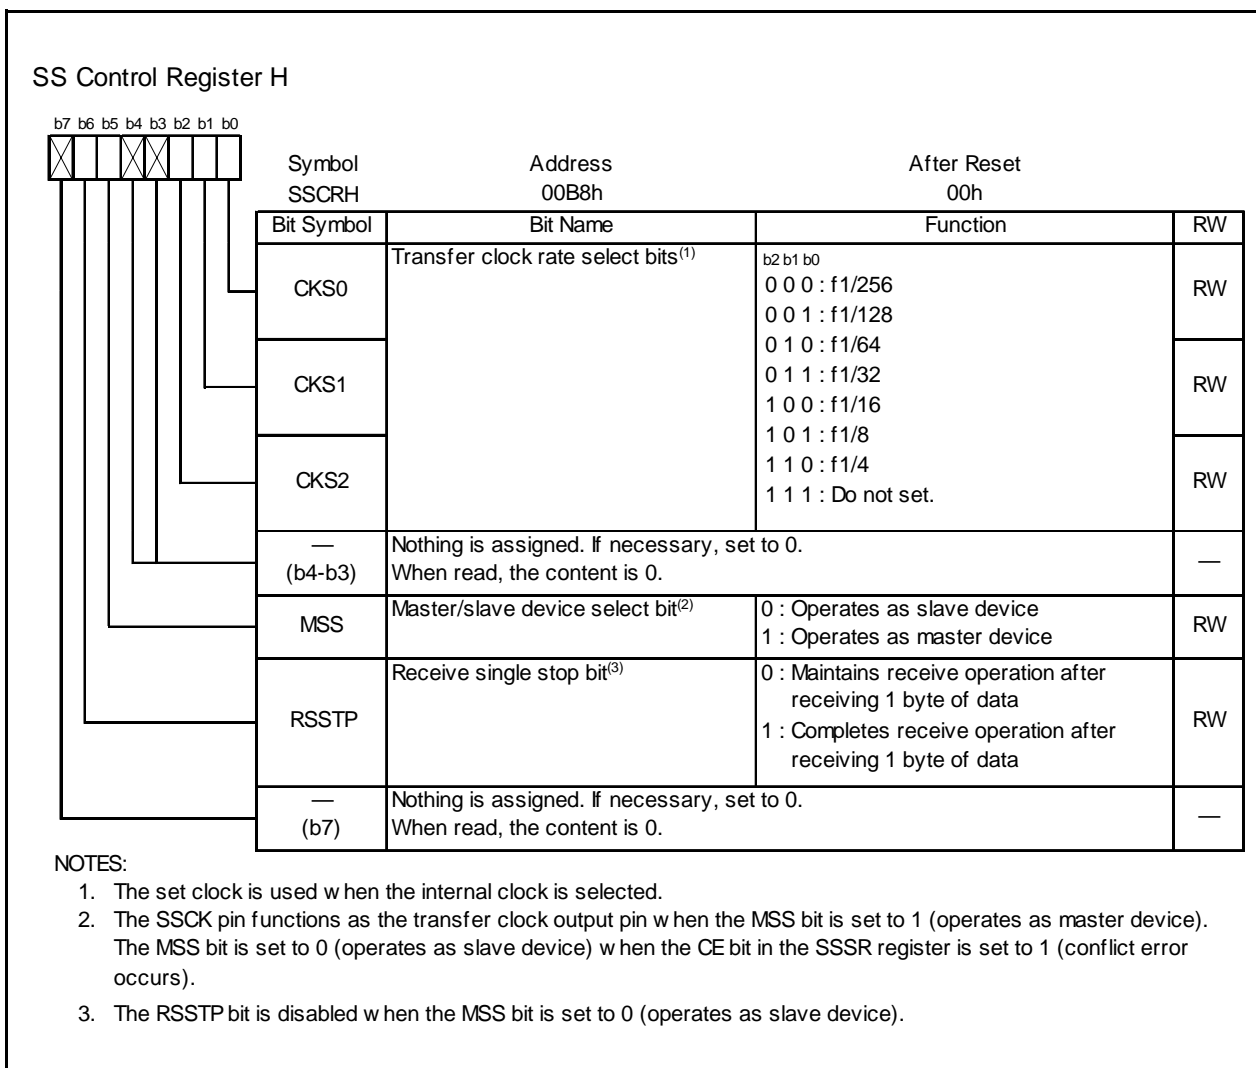 SS Control Register H
b7 b6 b5 b4 b3 b2 b1 b0
Symbol Address After Reset
SSCRH 00B8h 00h
Bit Symbol Bit Name Function RW
CKS0 Transfer clock rate select bits(1) b2 b1 b0 RW
0 0 0 : f1/256
0 0 1 : f1/128
0 1 0 : f1/64
CKS1 0 1 1 : f1/32 RW
1 0 0 : f1/16
1 0 1 : f1/8
CKS2 1 1 0 : f1/4 RW
1 1 1 : Do not set.
— Nothing is assigned. If necessary, set to 0. —
(b4-b3) When read, the content is 0.
MSS Master/slave device select bit(2) 0 : Operates as slave device RW
1 : Operates as master device
RSSTP Receive single stop bit(3) 0 : Maintains receive operation after RW
receiving 1 byte of data
1 : Completes receive operation after
receiving 1 byte of data
— Nothing is assigned. If necessary, set to 0. —
(b7) When read, the content is 0.
NOTES:
1. The set clock is used when the internal clock is selected.
2. The SSCK pin functions as the transfer clock output pin when the MSS bit is set to 1 (operates as master device).
The MSS bit is set to 0 (operates as slave device) when the CE bit in the SSSR register is set to 1 (conflict error
occurs).
3. The RSSTP bit is disabled when the MSS bit is set to 0 (operates as slave device).